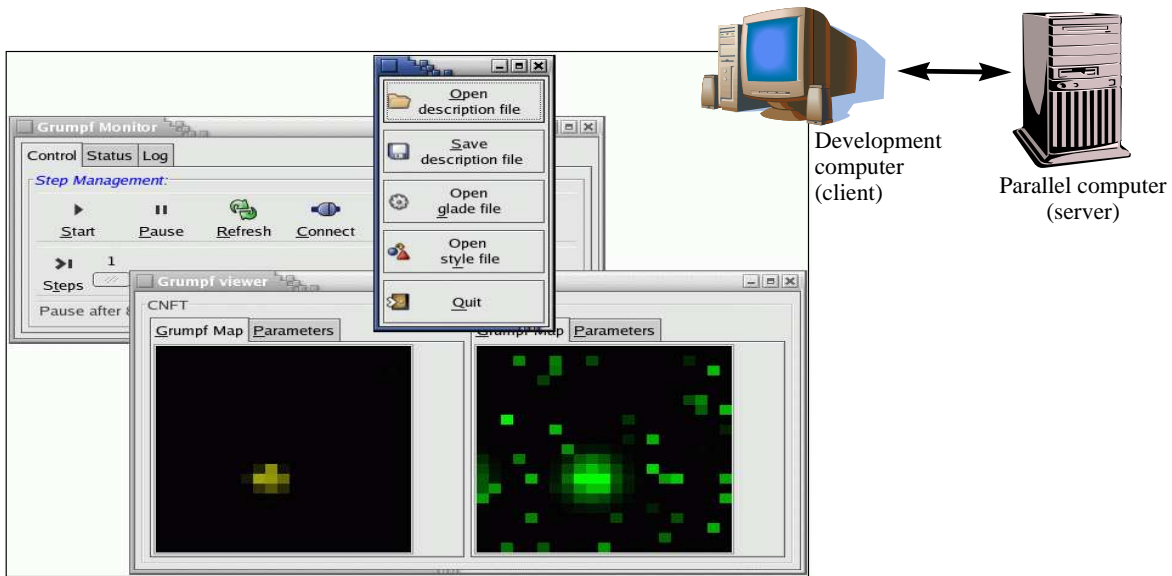 Open
description file
Save
description file
Open
glade file
Open
style file
Quit
Grumpf Monitor
Control Status Log
Step Management:
Start Pause Refresh Connect
1
Steps
Pause after
Grumpf viewer
CNFT
Grumpf Map Parameters
Grumpf Map Parameters
Development
computer
(client)
Parallel computer
(server)